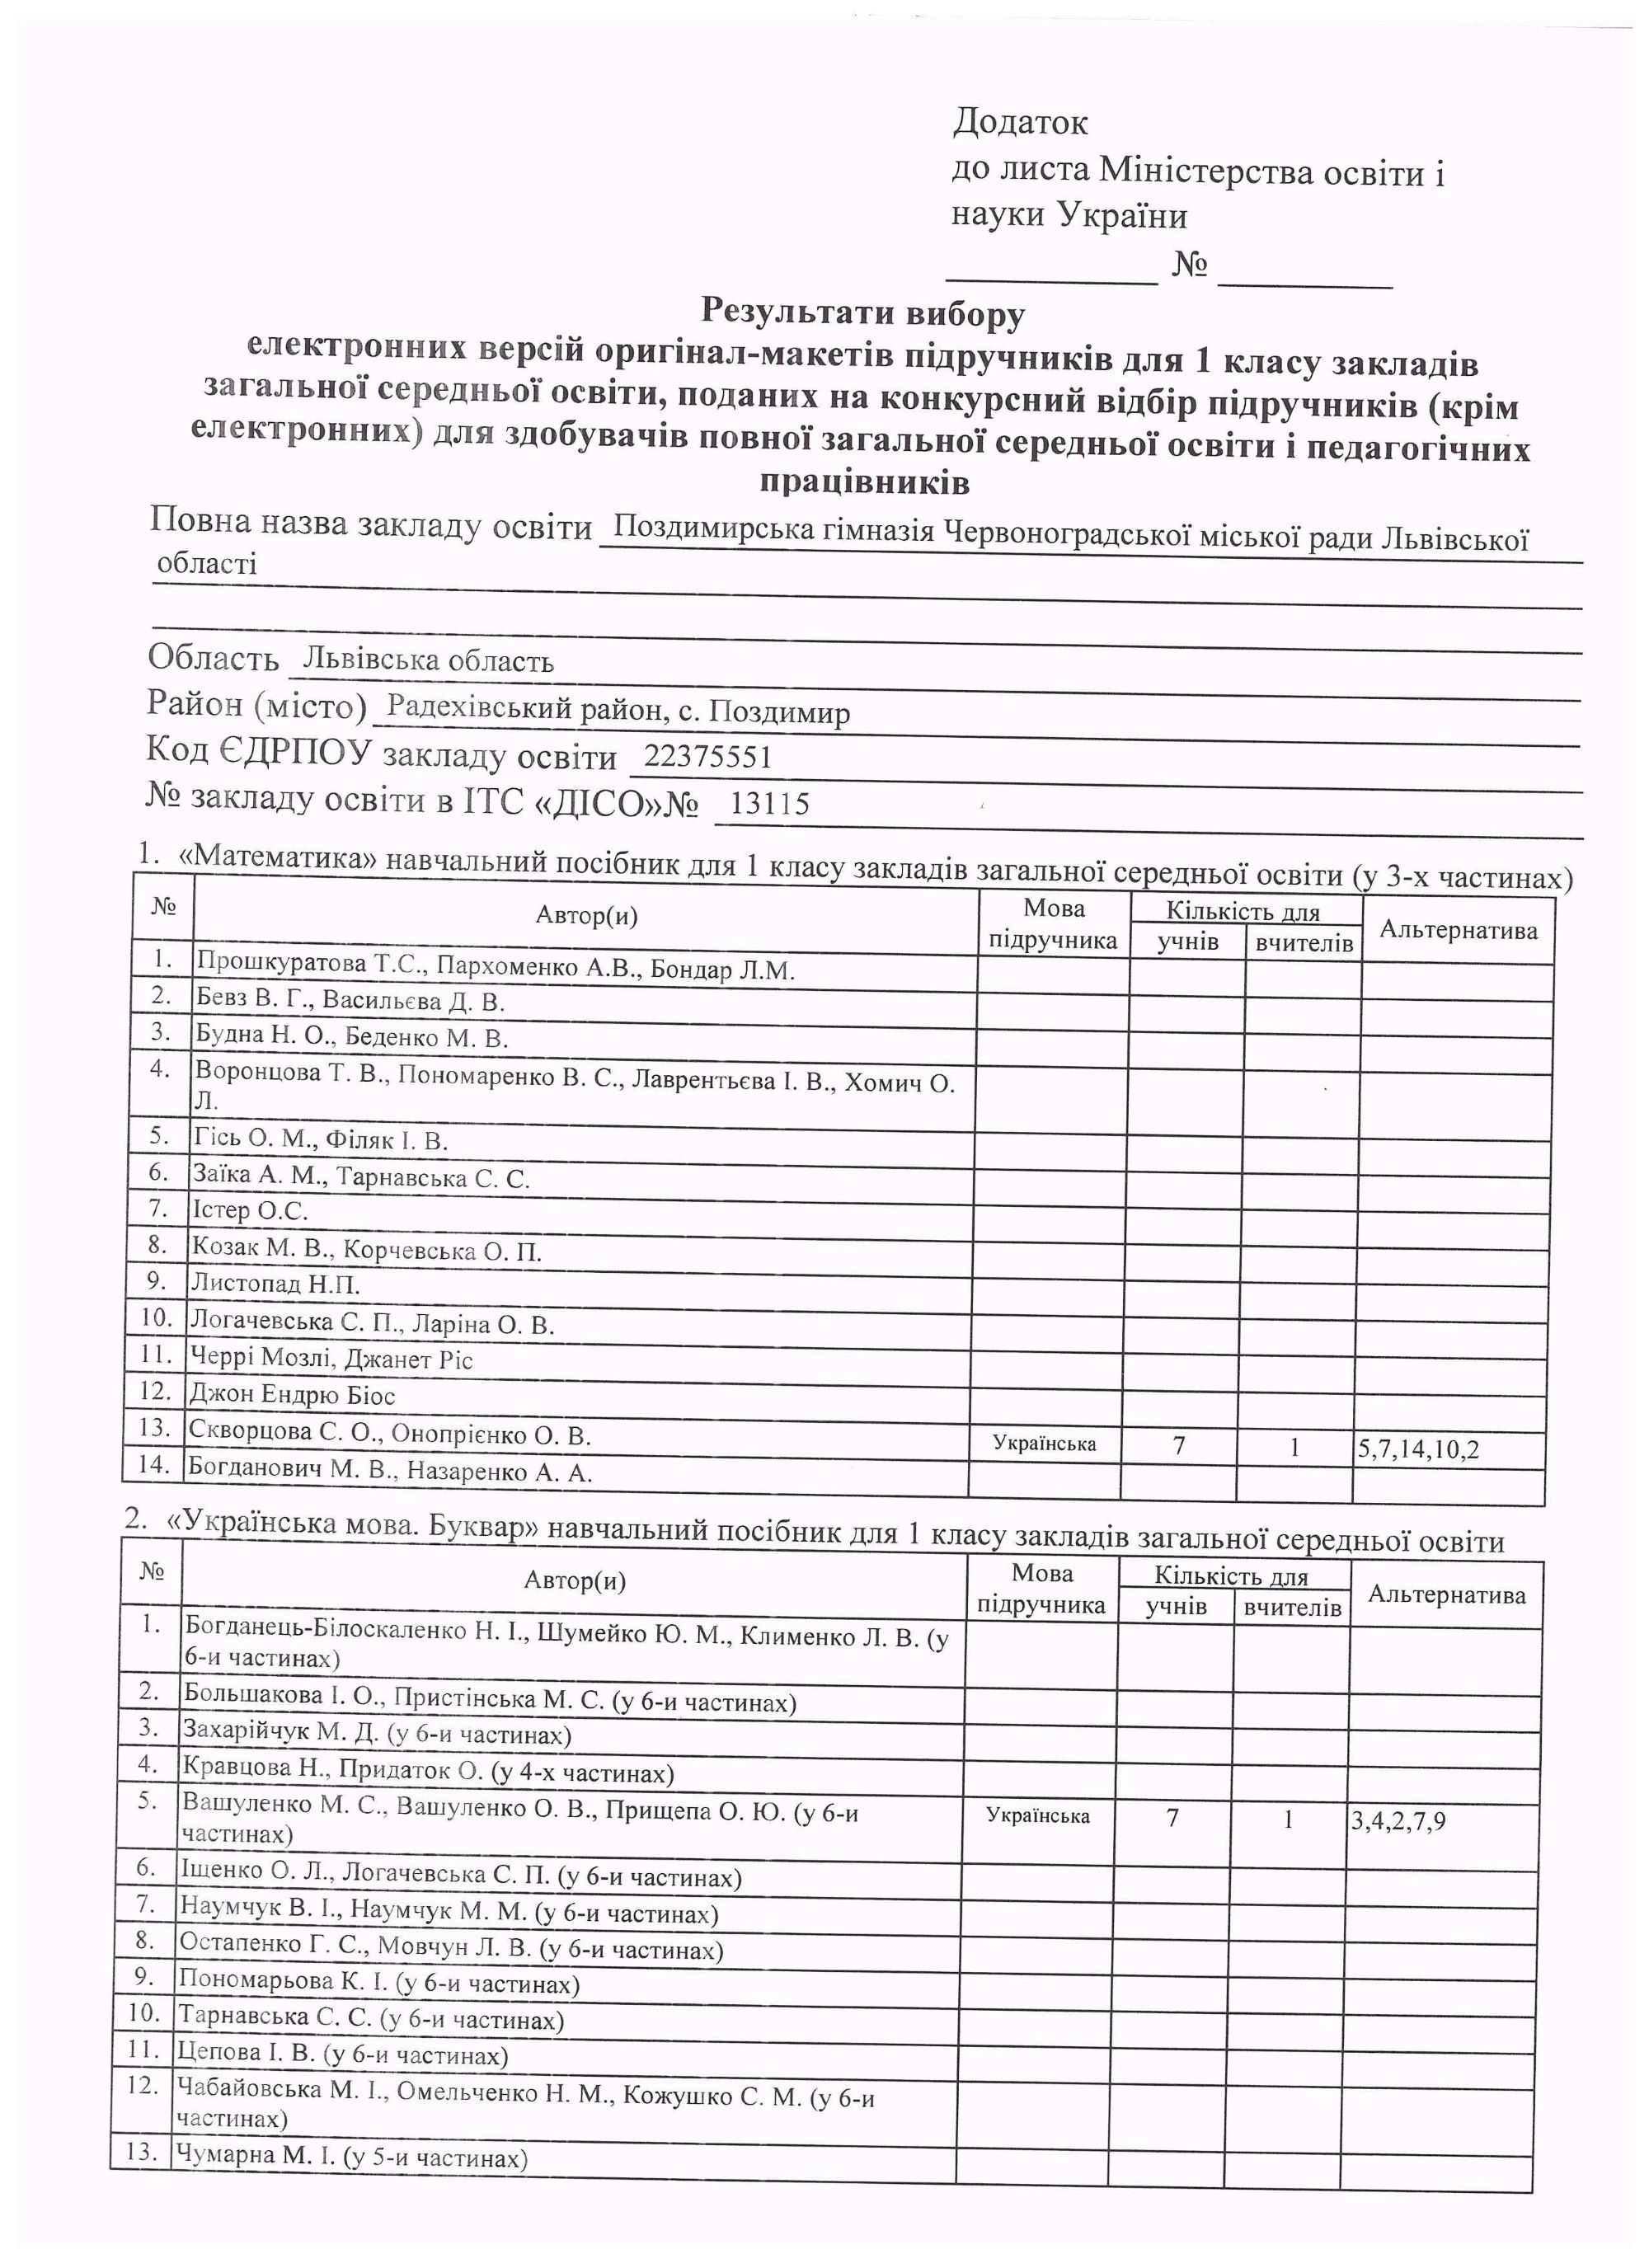 Додаток
до листа Міністерства освіти і
науки України
____________ № __________
Результати вибору
електронних версій оригінал-макетів підручників для 1 класу закладів
загальної середньої освіти, поданих на конкурсний відбір підручників (крім
електронних) для здобувачів повної загальної середньої освіти і педагогічних
працівників
Повна назва закладу освіти Поздимирська гімназія Червоноградської міської ради Львівської
області
Область Львівська область
Район (місто) Радехівський район, с. Поздимир
Код ЄДРПОУ закладу освіти 22375551
№ закладу освіти в ІТС «ДІСО»№ 13115
1. «Математика» навчальний посібник для 1 класу закладів загальної середньої освіти (у 3-х частинах)
№ Автор(и) Мова підручника Кількість для учнів вчителів Альтернатива
1. Прошкуратова Т.С., Пархоменко А.В., Бондар Л.М.
2. Бевз В. Г., Васильєва Д. В.
3. Будна Н. О., Беденко М. В.
4. Воронцова Т. В., Пономаренко В. С., Лаврентьєва І. В., Хомич О.
Л.
5. Гісь О. М., Філяк І. В.
6. Заїка А. М., Тарнавська С. С.
7. Істер О.С.
8. Козак М. В., Корчевська О. П.
9. Листопад Н.П.
10. Логачевська С. П., Ларіна О. В.
11. Черрі Мозлі, Джанет Ріс
12. Джон Ендрю Біос
13. Скворцова С. О., Онопрієнко О. В. Українська 7 1 5,7,14,10,2
14. Богданович М. В., Назаренко А. А.
2. «Українська мова. Буквар» навчальний посібник для 1 класу закладів загальної середньої освіти
№ Автор(и) Мова підручника Кількість для учнів вчителів Альтернатива
1. Богданець-Білоскаленко Н. І., Шумейко Ю. М., Клименко Л. В. (у
6-и частинах)
2. Большакова І. О., Пристінська М. С. (у 6-и частинах)
3. Захарійчук М. Д. (у 6-и частинах)
4. Кравцова Н., Придаток О. (у 4-х частинах)
5. Вашуленко М. С., Вашуленко О. В., Прищепа О. Ю. (у 6-и Українська 7 1 3,4,2,7,9
частинах)
6. Іщенко О. Л., Логачевська С. П. (у 6-и частинах)
7. Наумчук В. І., Наумчук М. М. (у 6-и частинах)
8. Остапенко Г. С., Мовчун Л. В. (у 6-и частинах)
9. Пономарьова К. І. (у 6-и частинах)
10. Тарнавська С. С. (у 6-и частинах)
11. Цепова І. В. (у 6-и частинах)
12. Чабайовська М. І., Омельченко Н. М., Кожушко С. М. (у 6-и
частинах)
13. Чумарна М. І. (у 5-и частинах)